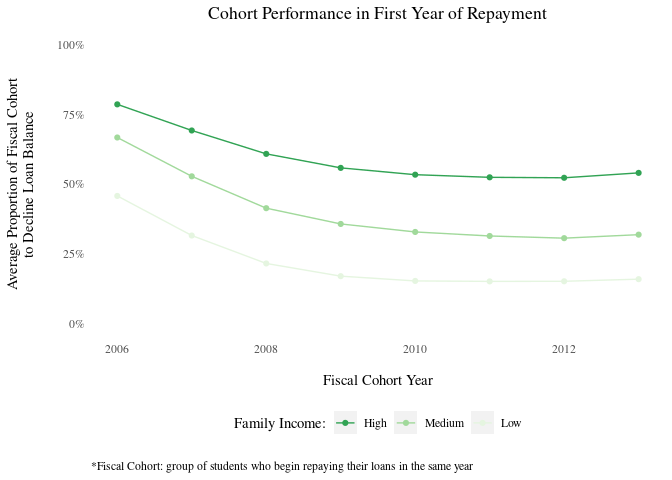 Cohort Performance in First Year of Repayment
Average Proportion of Fiscal Cohort
to Decline Loan Balance
100%
75%
50%
25%
0%
2006
2008
2010
2012
Fiscal Cohort Year
Family Income:
High
Medium
Low
*Fiscal Cohort: group of students who begin repaying their loans in the same year